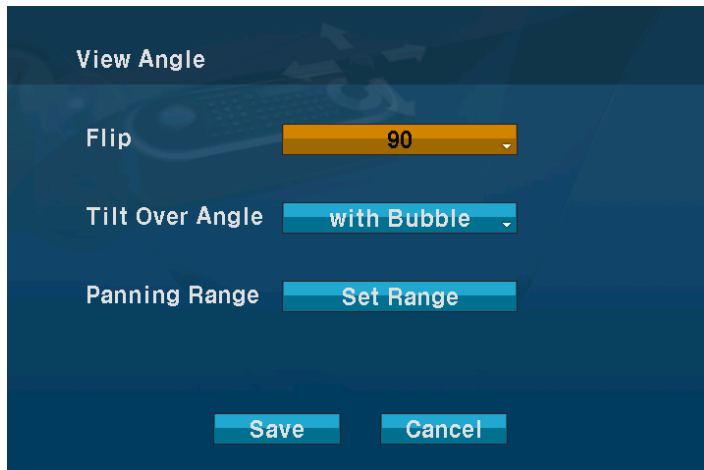 View Angle
Flip 90
Tilt Over Angle with Bubble
Panning Range Set Range
Save Cancel